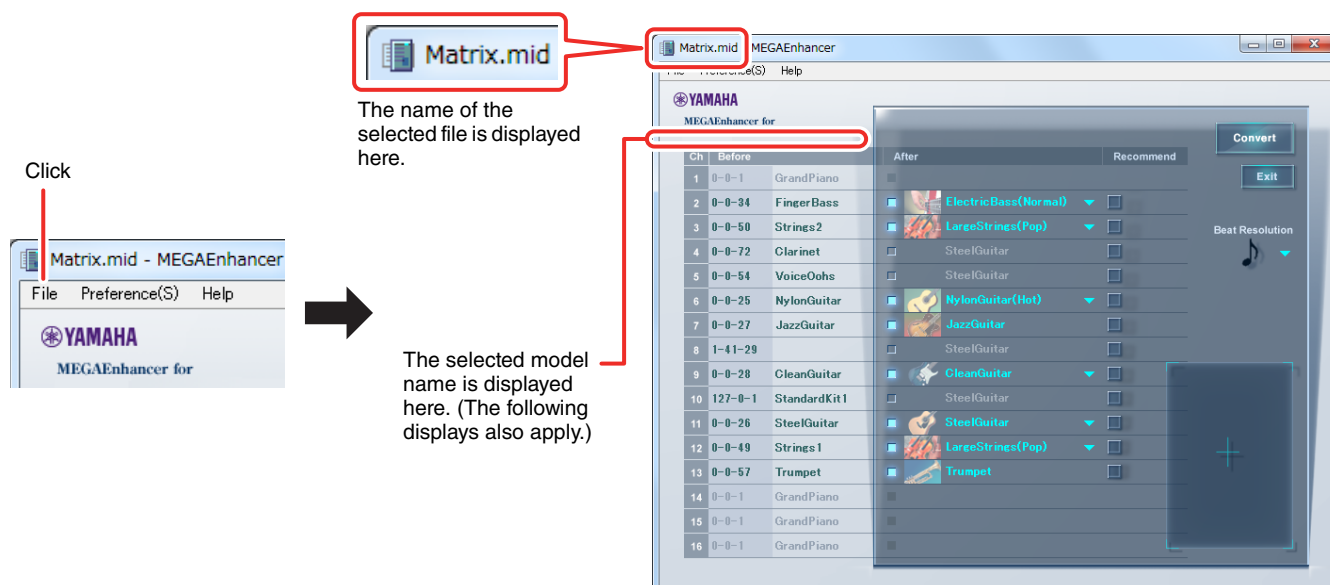 Matrix.mid
The name of the
selected file is displayed
here.
Click
Matrix.mid - MEGAEnhancer
File Preference(S) Help
YAMAHA
MEGAEnhancer for
The selected model
name is displayed
here. (The following
displays also apply.)
Matrix.mid MEGAEnhancer
File Preference(S) Help
YAMAHA
MEGAEnhancer for
Convert
Exit
Beat Resolution
Ch Before After Recommend
1 0-0-1 GrandPiano
2 0-0-34 FingerBass ElectricBass(Normal)
3 0-0-50 Strings2 LargeStrings(Pop)
4 0-0-72 Clarinet SteelGuitar
5 0-0-54 VoiceOohs SteelGuitar
6 0-0-25 NylonGuitar NylonGuitar(Hot)
7 0-0-27 JazzGuitar JazzGuitar
8 1-41-29 SteelGuitar
9 0-0-28 CleanGuitar CleanGuitar
10 127-0-1 StandardKit1 SteelGuitar
11 0-0-26 SteelGuitar SteelGuitar
12 0-0-49 Strings1 LargeStrings(Pop)
13 0-0-57 Trumpet Trumpet
14 0-0-1 GrandPiano
15 0-0-1 GrandPiano
16 0-0-1 GrandPiano